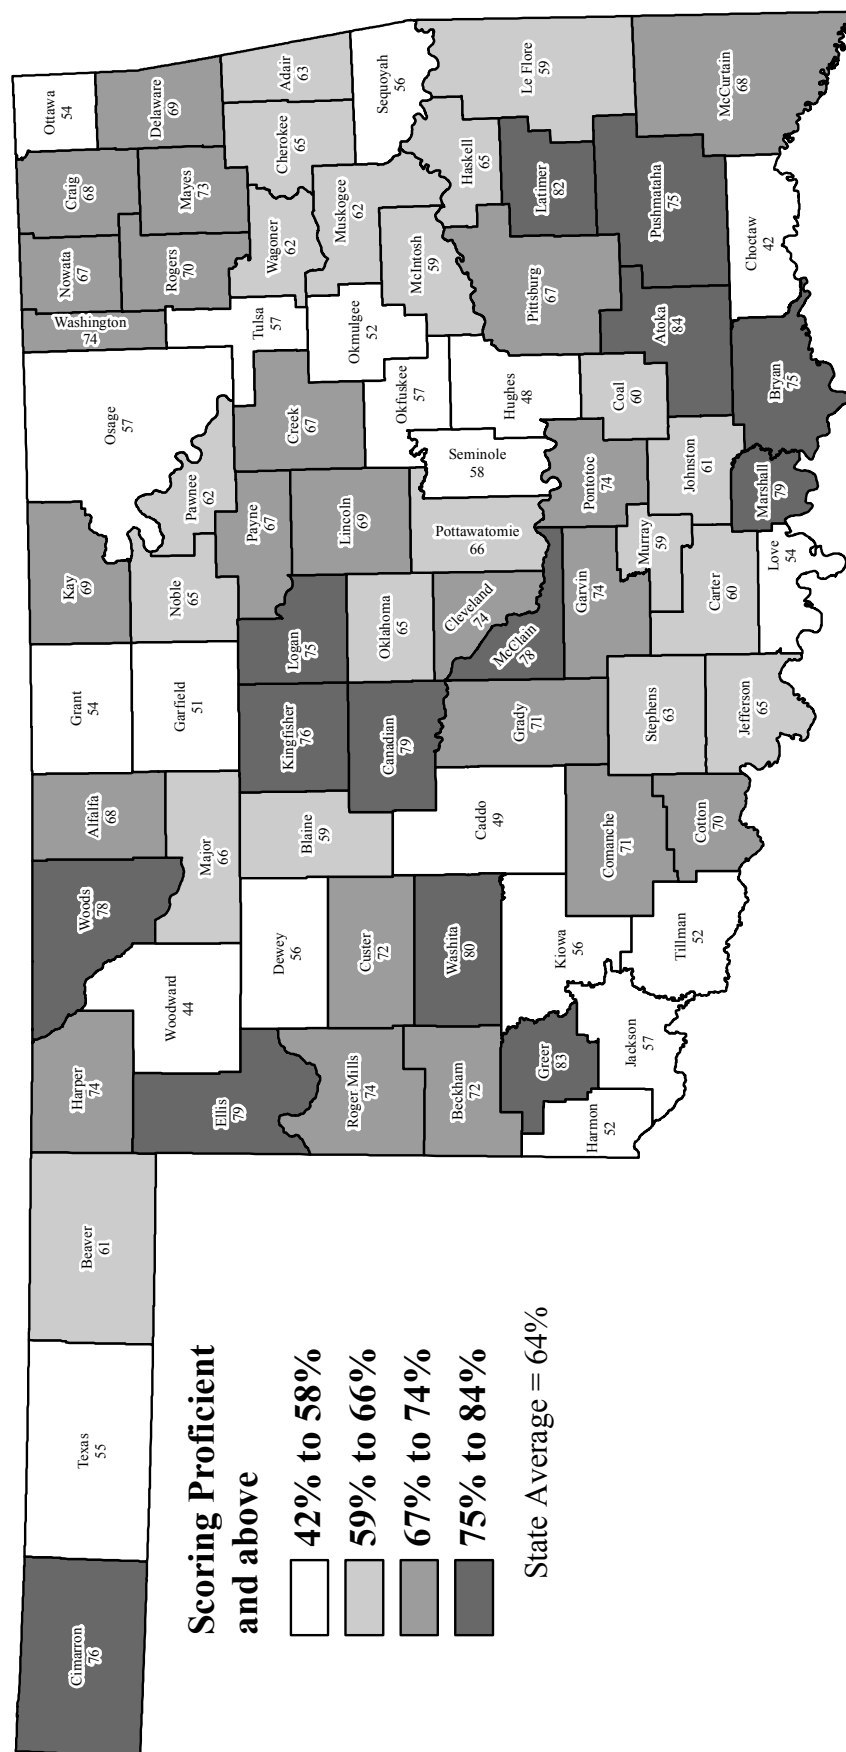 Cimarron
76
Texas
55
Beaver
61
Harper
74
Woods
78
Alfalfa
68
Grant
54
Kay
69
Osage
57
Washington
74
Nowata
67
Craig
68
Ottawa
54
Ellis
79
Woodward
44
Major
66
Garfield
51
Noble
65
Pawnee
62
Rogers
70
Mayes
73
Delaware
69
Roger Mills
74
Dewey
56
Blaine
59
Kingfisher
76
Logan
75
Payne
67
Creek
67
Tulsa
57
Wagoner
62
Cherokee
65
Adair
63
Custer
72
Canadian
79
Oklahoma
65
Lincoln
69
Okfuskee
57
Okmulgee
52
Muskogee
62
Sequoyah
56
Beckham
72
Washita
80
Caddo
49
Grady
71
McClain
78
Cleveland
74
Pottawatomie
66
Seminole
58
Hughes
48
McIntosh
59
Haskell
65
Le Flore
59
Harmon
52
Greer
83
Kiowa
56
Comanche
71
Stephens
63
Garvin
74
Murray
59
Pontotoc
74
Coal
60
Pittsburg
67
Latimer
82
Jackson
57
Tillman
52
Cotton
70
Jefferson
65
Carter
60
Johnston
61
Atoka
84
Pushmataha
75
McCurtain
68
Love
54
Marshall
79
Bryan
75
Choctaw
42
Scoring Proficient
and above
42% to 58%
59% to 66%
67% to 74%
75% to 84%
State Average = 64%